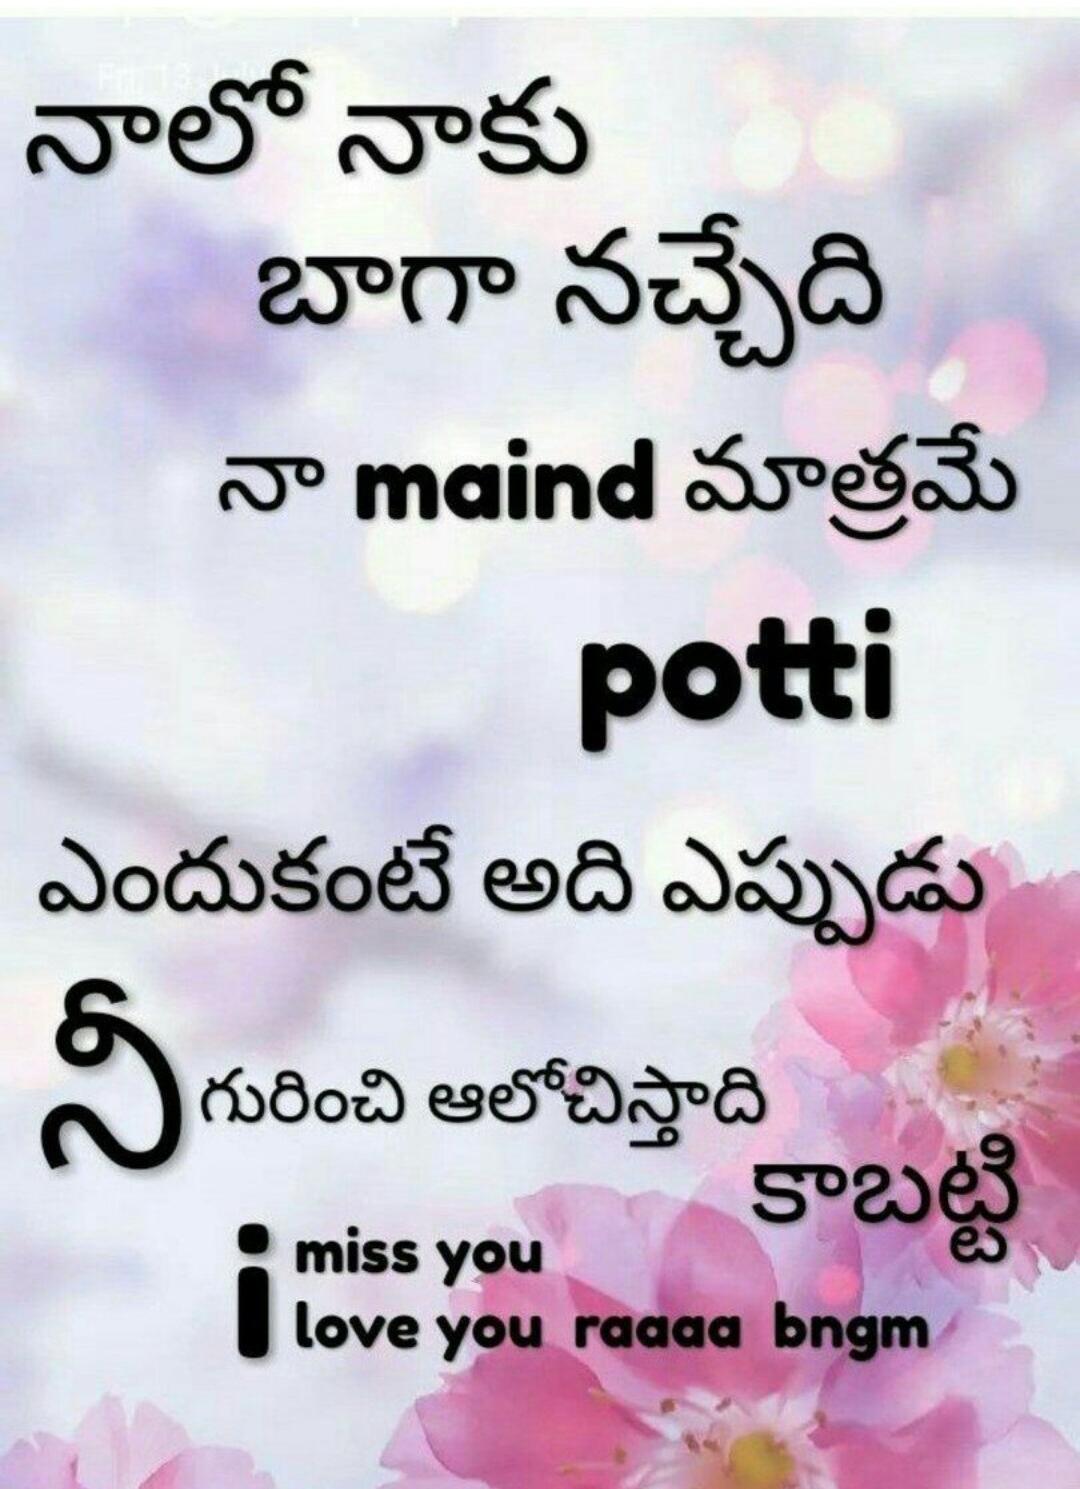 నాలో నాకు
బాగా నచ్చేది
నా maind మాత్రమే
potti
ఎందుకంటే అది ఎప్పుడు
నీ గురించి ఆలోచిస్తాది
కాబట్టి
i miss you
love you raaaa bngm